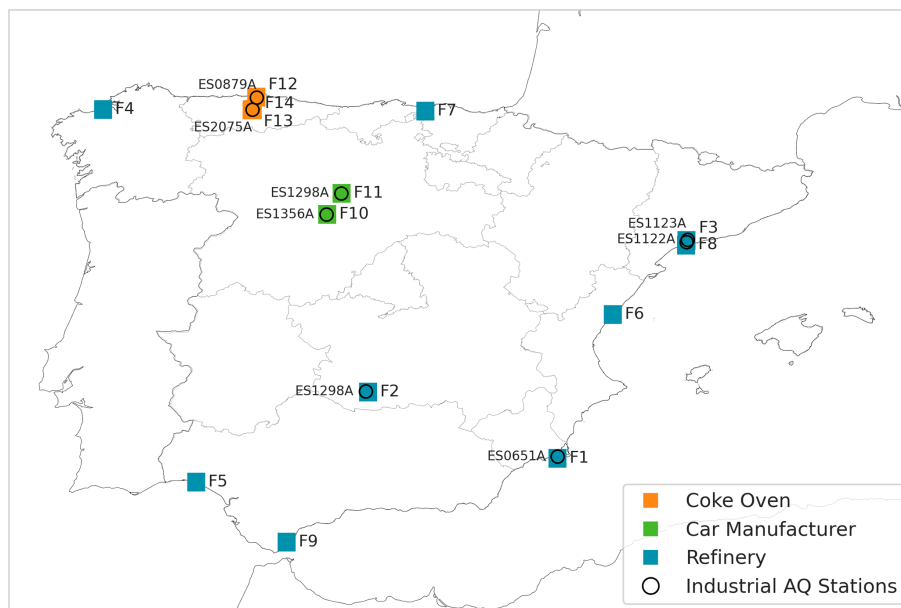 ES0879A
F12
F4
F14
F7
F13
ES2075A
ES1298A
F11
ES1356A
F10
ES1123A
F3
ES1122A
F8
F6
ES1298A
F2
ES0651A
F1
F5
F9
Coke Oven
Car Manufacturer
Refinery
Industrial AQ Stations